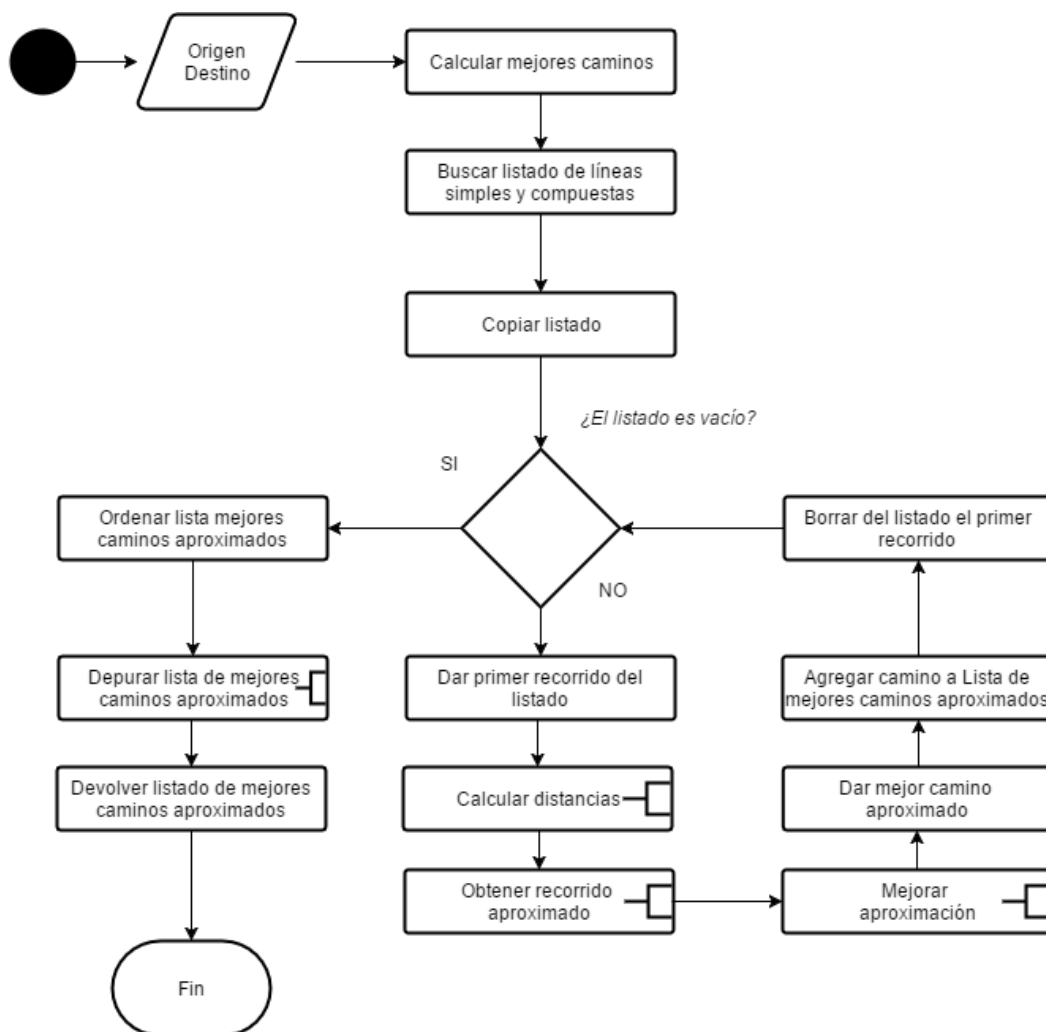 Origen
Destino
Calcular mejores caminos
Buscar listado de líneas
simples y compuestas
Copiar listado
¿El listado es vacío?
SI
NO
Ordenar lista mejores
caminos aproximados
Depurar lista de mejores
caminos aproximados
Devolver listado de mejores
caminos aproximados
Fin
Dar primer recorrido del
listado
Calcular distancias
Obtener recorrido
aproximado
Mejorar
aproximación
Dar mejor camino
aproximado
Agregar camino a Lista de
mejores caminos aproximados
Borrar del listado el primer
recorrido